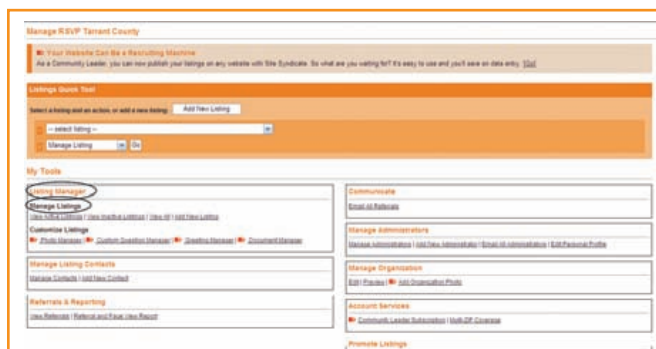 Manage RSVP Tarrant County
Your Website Can Be a Recruiting Machine
As a Community Leader, you can now publish your listings on any website with Site Syndicate. So what are you waiting for? It's easy to use and you'll save on data entry. [Go]
Listings Quick Tool
Select a listing and an action, or add a new listing: Add New Listing
-- select listing --
Manage Listing Go
My Tools
Listing Manager
Manage Listings
View Active Listings | View Inactive Listings | View All | Add New Listing
Customize Listings
Photo Manager | Custom Question Manager | Greeting Manager | Document Manager
Manage Listing Contacts
Manage Contacts | Add New Contact
Referrals & Reporting
View Referrals | Referral and Page View Report
Communicate
Email All Referrals
Manage Administrators
Manage Administrators | Add New Administrator | Email All Administrators | Edit Personal Profile
Manage Organization
Edit | Preview | Add Organization Photo
Account Services
Community Leader Subscription | Multi-ZIP Coverage
Promote Listings